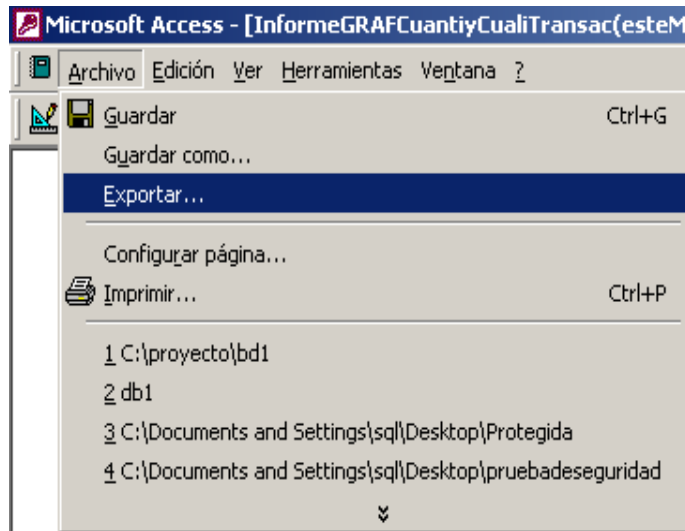 Microsoft Access - [InformeGRAFCuantiyCualiTransac(esteM
Archivo Edición Ver Herramientas Ventana ?
Guardar Ctrl+G
Guardar como...
Exportar...
Configurar página...
Imprimir... Ctrl+P
1 C:\proyecto\bd1
2 db1
3 C:\Documents and Settings\sql\Desktop\Protegida
4 C:\Documents and Settings\sql\Desktop\pruebadeseguridad